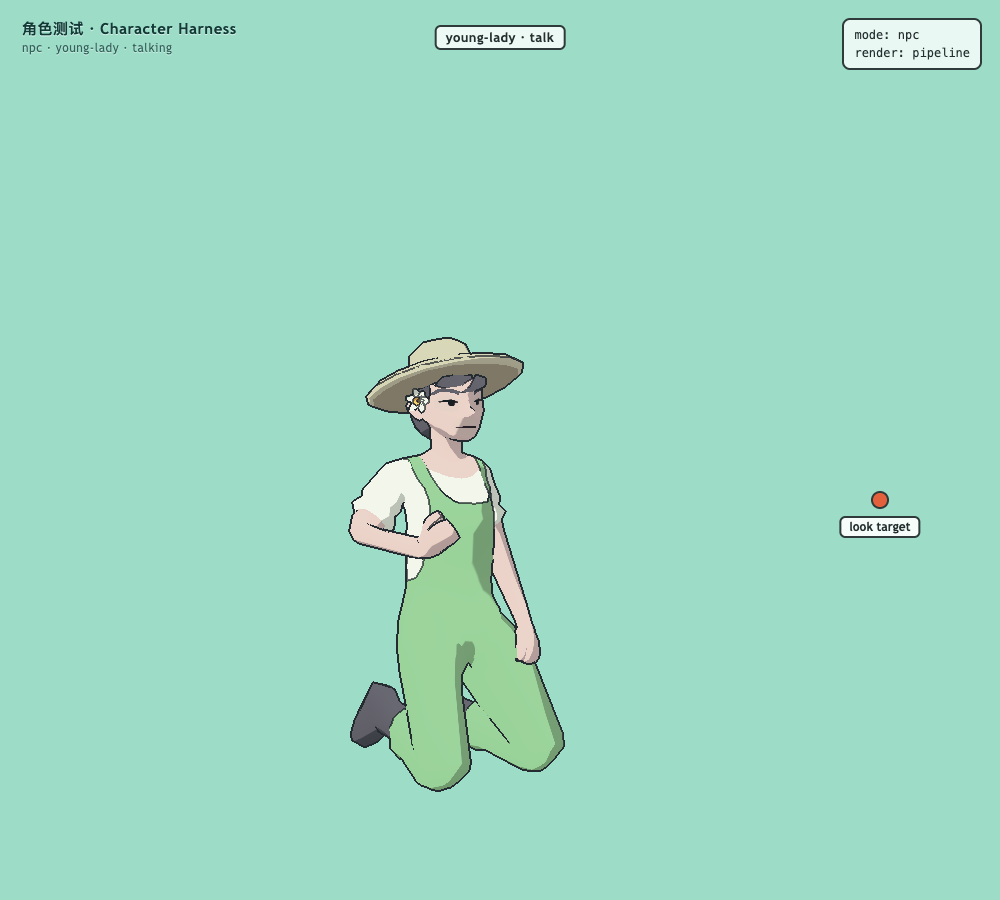 角色测试 · Character Harness
npc · young-lady · talking
young-lady · talk
mode: npc
render: pipeline
look target